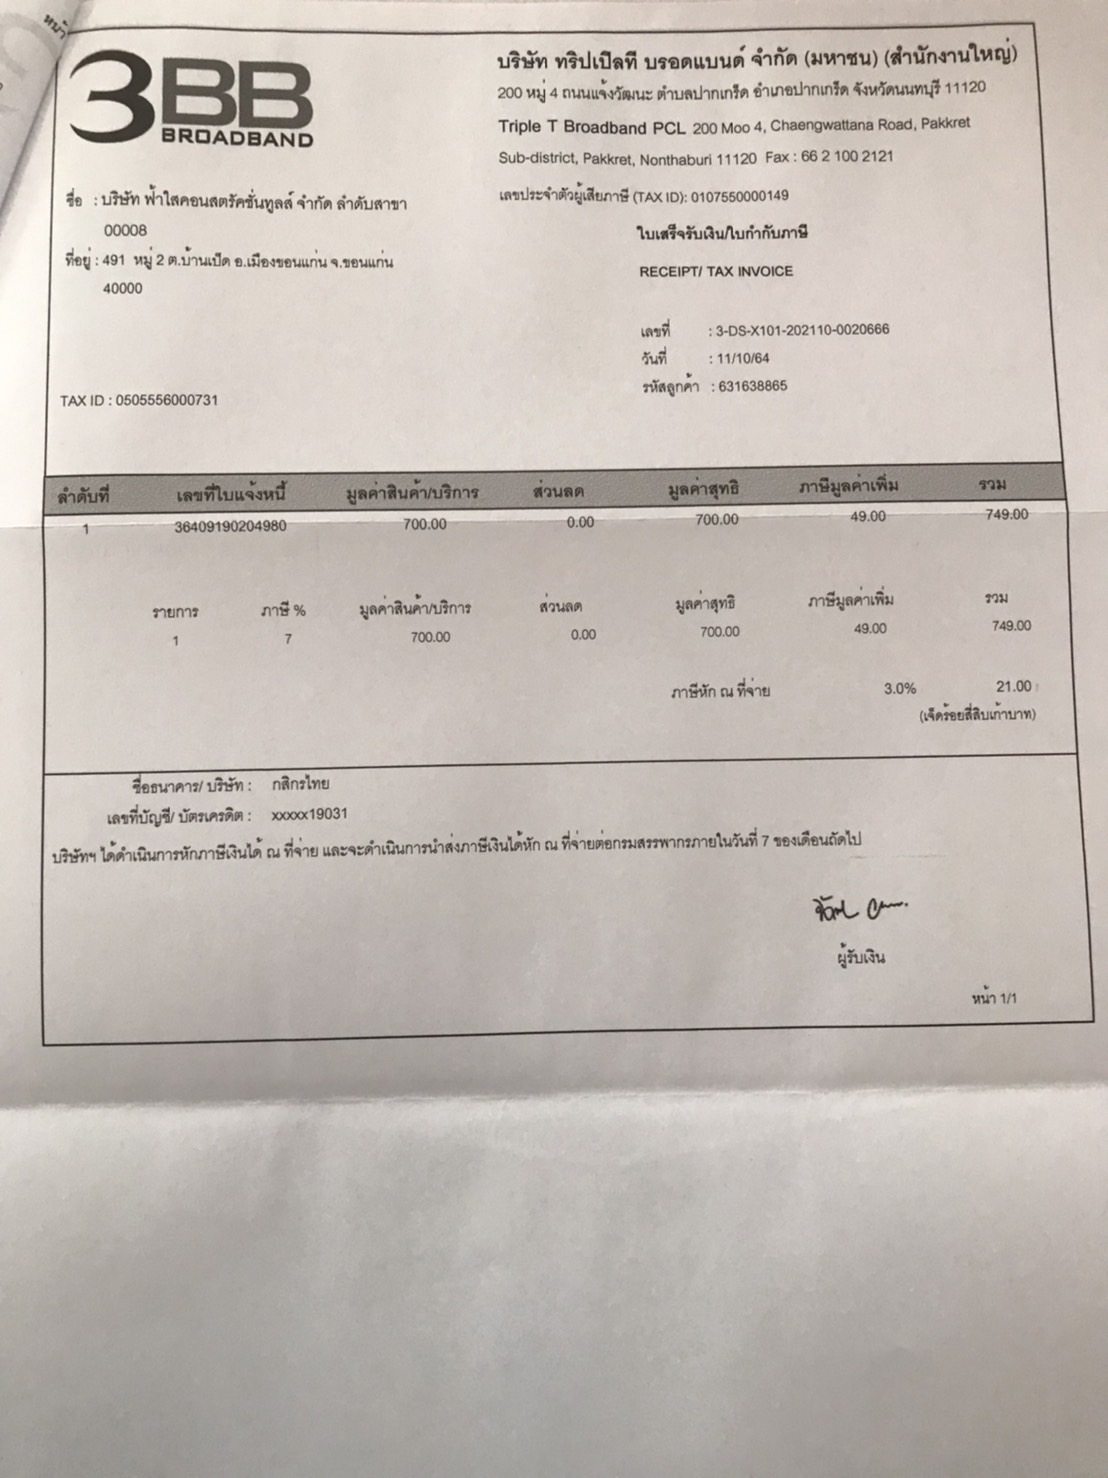 หน้า
3BB
BROADBAND
บริษัท ทริปเปิลที บรอดแบนด์ จำกัด (มหาชน) (สำนักงานใหญ่)
200 หมู่ 4 ถนนแจ้งวัฒนะ ตำบลปากเกร็ด อำเภอปากเกร็ด จังหวัดนนทบุรี 11120
Triple T Broadband PCL 200 Moo 4, Chaengwattana Road, Pakkret
Sub-district, Pakkret, Nonthaburi 11120 Fax : 66 2 100 2121
เลขประจำตัวผู้เสียภาษี (TAX ID): 0107550000149
ชื่อ : บริษัท ฟ้าใสคอนสตรัคชั่นทูลส์ จำกัด ลำดับสาขา
00008
ที่อยู่ : 491 หมู่ 2 ต.บ้านเป็ด อ.เมืองขอนแก่น จ.ขอนแก่น
40000
ใบเสร็จรับเงิน/ใบกำกับภาษี
RECEIPT/ TAX INVOICE
เลขที่ : 3-DS-X101-202110-0020666
วันที่ : 11/10/64
รหัสลูกค้า : 631638865
TAX ID : 0505556000731
ลำดับที่ เลขที่ใบแจ้งหนี้ มูลค่าสินค้า/บริการ ส่วนลด มูลค่าสุทธิ ภาษีมูลค่าเพิ่ม รวม
1 36409190204980 700.00 0.00 700.00 49.00 749.00
รายการ ภาษี % มูลค่าสินค้า/บริการ ส่วนลด มูลค่าสุทธิ ภาษีมูลค่าเพิ่ม รวม
1 7 700.00 0.00 700.00 49.00 749.00
ภาษีหัก ณ ที่จ่าย 3.0% 21.00
(เจ็ดร้อยสี่สิบเก้าบาท)
ชื่อธนาคาร/ บริษัท : กสิกรไทย
เลขที่บัญชี/ บัตรเครดิต : xxxxx19031
บริษัทฯ ได้ดำเนินการหักภาษีเงินได้ ณ ที่จ่าย และจะดำเนินการนำส่งภาษีเงินได้หัก ณ ที่จ่ายต่อกรมสรรพากรภายในวันที่ 7 ของเดือนถัดไป
ผู้รับเงิน
หน้า 1/1